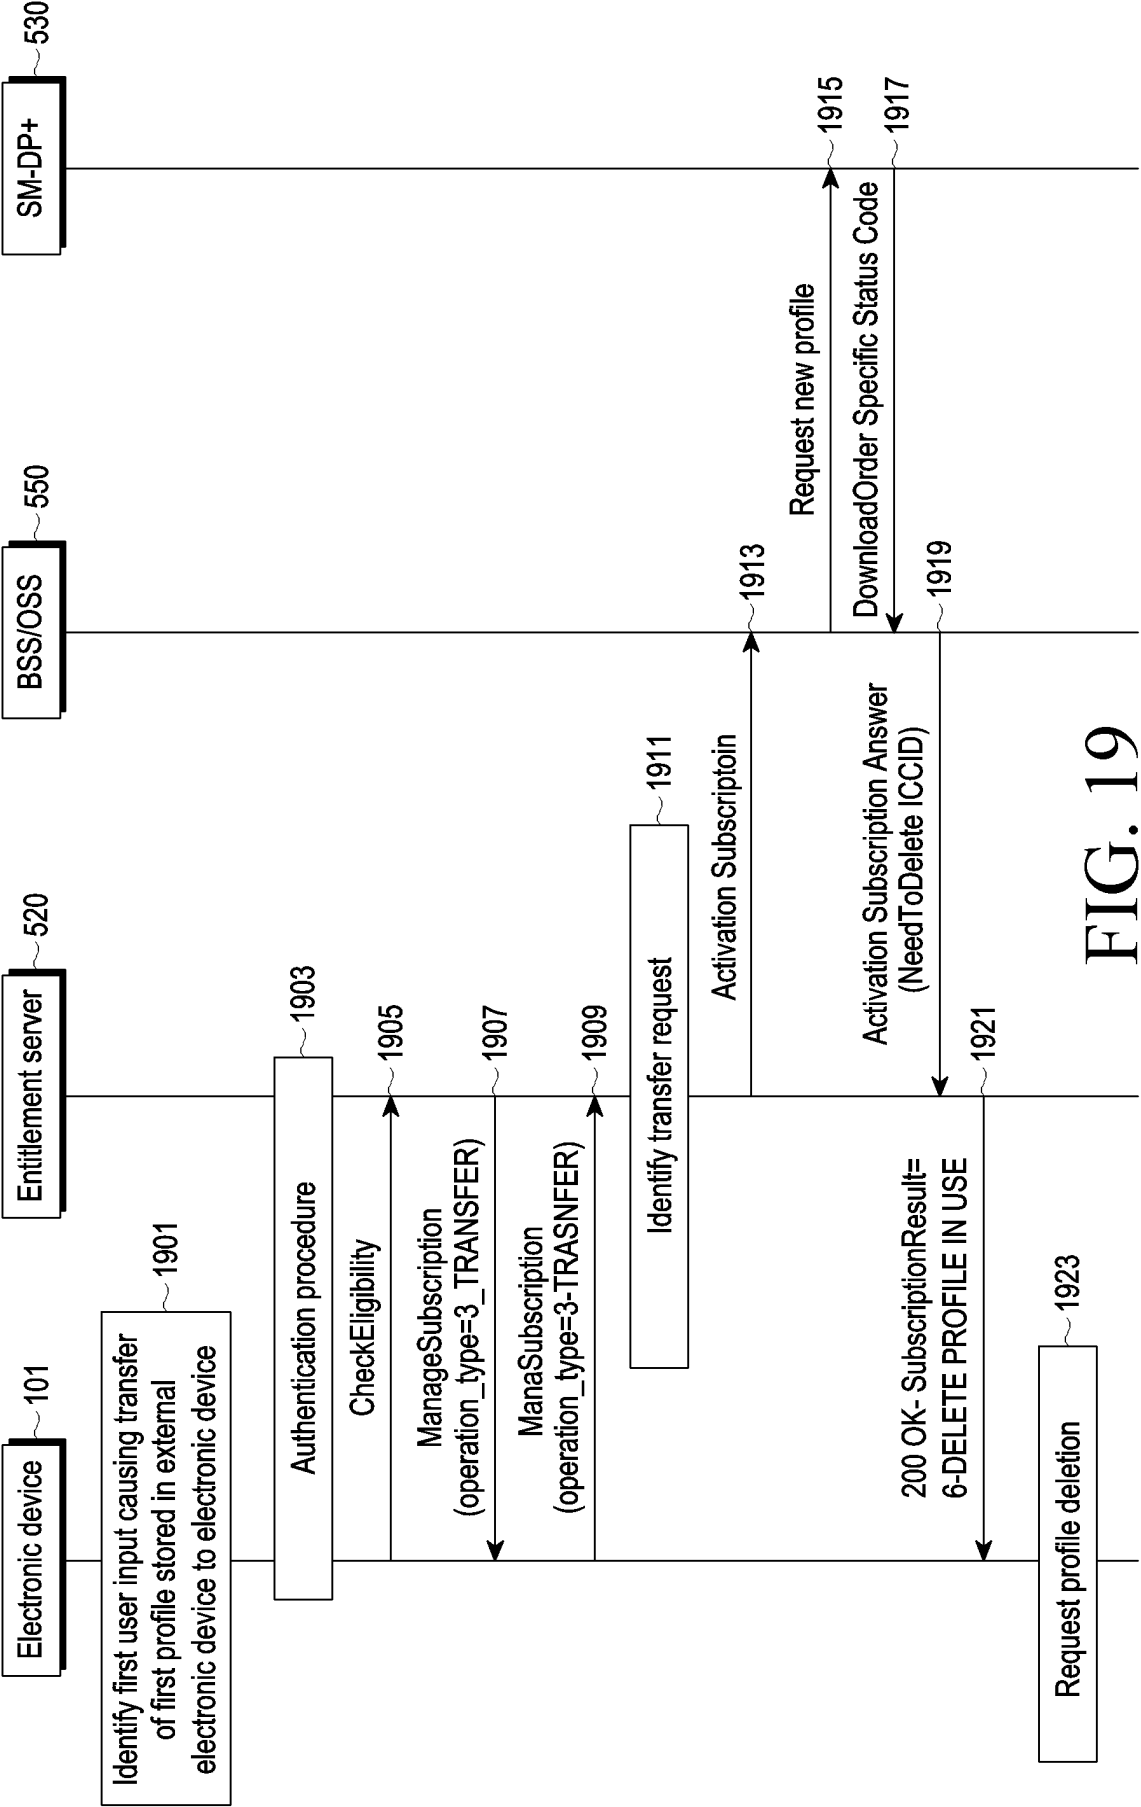 Electronic device
101
Entitlement server
520
BSS/OSS
550
SM-DP+
530
1901
Identify first user input causing transfer
of first profile stored in external
electronic device to electronic device
Authentication procedure
1903
CheckEligibility
1905
ManageSubscription
(operation_type=3_TRANSFER)
1907
ManaSubscription
(operation_type=3-TRASNFER)
1909
Identify transfer request
1911
Activation Subscriptoin
1913
Request new profile
1915
DownloadOrder Specific Status Code
1917
Activation Subscription Answer
(NeedToDelete ICCID)
1919
200 OK- SubscriptionResult=
6-DELETE PROFILE IN USE
1921
Request profile deletion
1923
FIG. 19